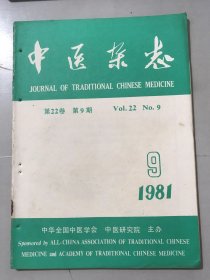 中医杂志
JOURNAL OF TRADITIONAL CHINESE MEDICINE
第22卷 第9期 Vol. 22 No. 9
9
1981
中华全国中医学会 中医研究院 主办
Sponsored by ALL-CHINA ASSOCIATION OF TRADITIONAL CHINESE
MEDICINE and ACADEMY OF TRADITIONAL CHINESE MEDICINE